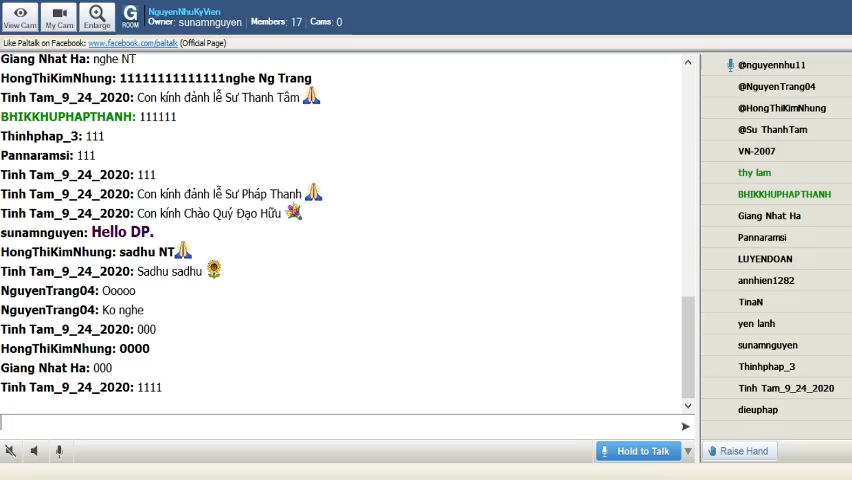 View Cam
My Cam
Enlarge
G
ROOM
NguyenNhuKyVien
Owner: sunamnguyen Members: 17 Cams: 0
Like Paltalk on Facebook: www.facebook.com/paltalk (Official Page)
Giang Nhat Ha: nghe NT
HongThiKimNhung: 11111111111111nghe Ng Trang
Tinh Tam_9_24_2020: Con kính đảnh lễ Sư Thanh Tâm
BHIKKHUPHAPTHANH: 111111
Thinhphap_3: 111
Pannaramsi: 111
Tinh Tam_9_24_2020: 111
Tinh Tam_9_24_2020: Con kính đảnh lễ Sư Pháp Thanh
Tinh Tam_9_24_2020: Con kính Chào Quý Đạo Hữu
sunamnguyen: Hello DP.
HongThiKimNhung: sadhu NT
Tinh Tam_9_24_2020: Sadhu sadhu
NguyenTrang04: Ooooo
NguyenTrang04: Ko nghe
Tinh Tam_9_24_2020: 000
HongThiKimNhung: 0000
Giang Nhat Ha: 000
Tinh Tam_9_24_2020: 1111
Hold to Talk
@nguyennhu11
@NguyenTrang04
@HongThiKimNhung
@Su ThanhTam
VN-2007
thy lam
BHIKKHUPHAPTHANH
Giang Nhat Ha
Pannaramsi
LUYENDOAN
annhien1282
TinaN
yen lanh
sunamnguyen
Thinhphap_3
Tinh Tam_9_24_2020
dieuphap
Raise Hand